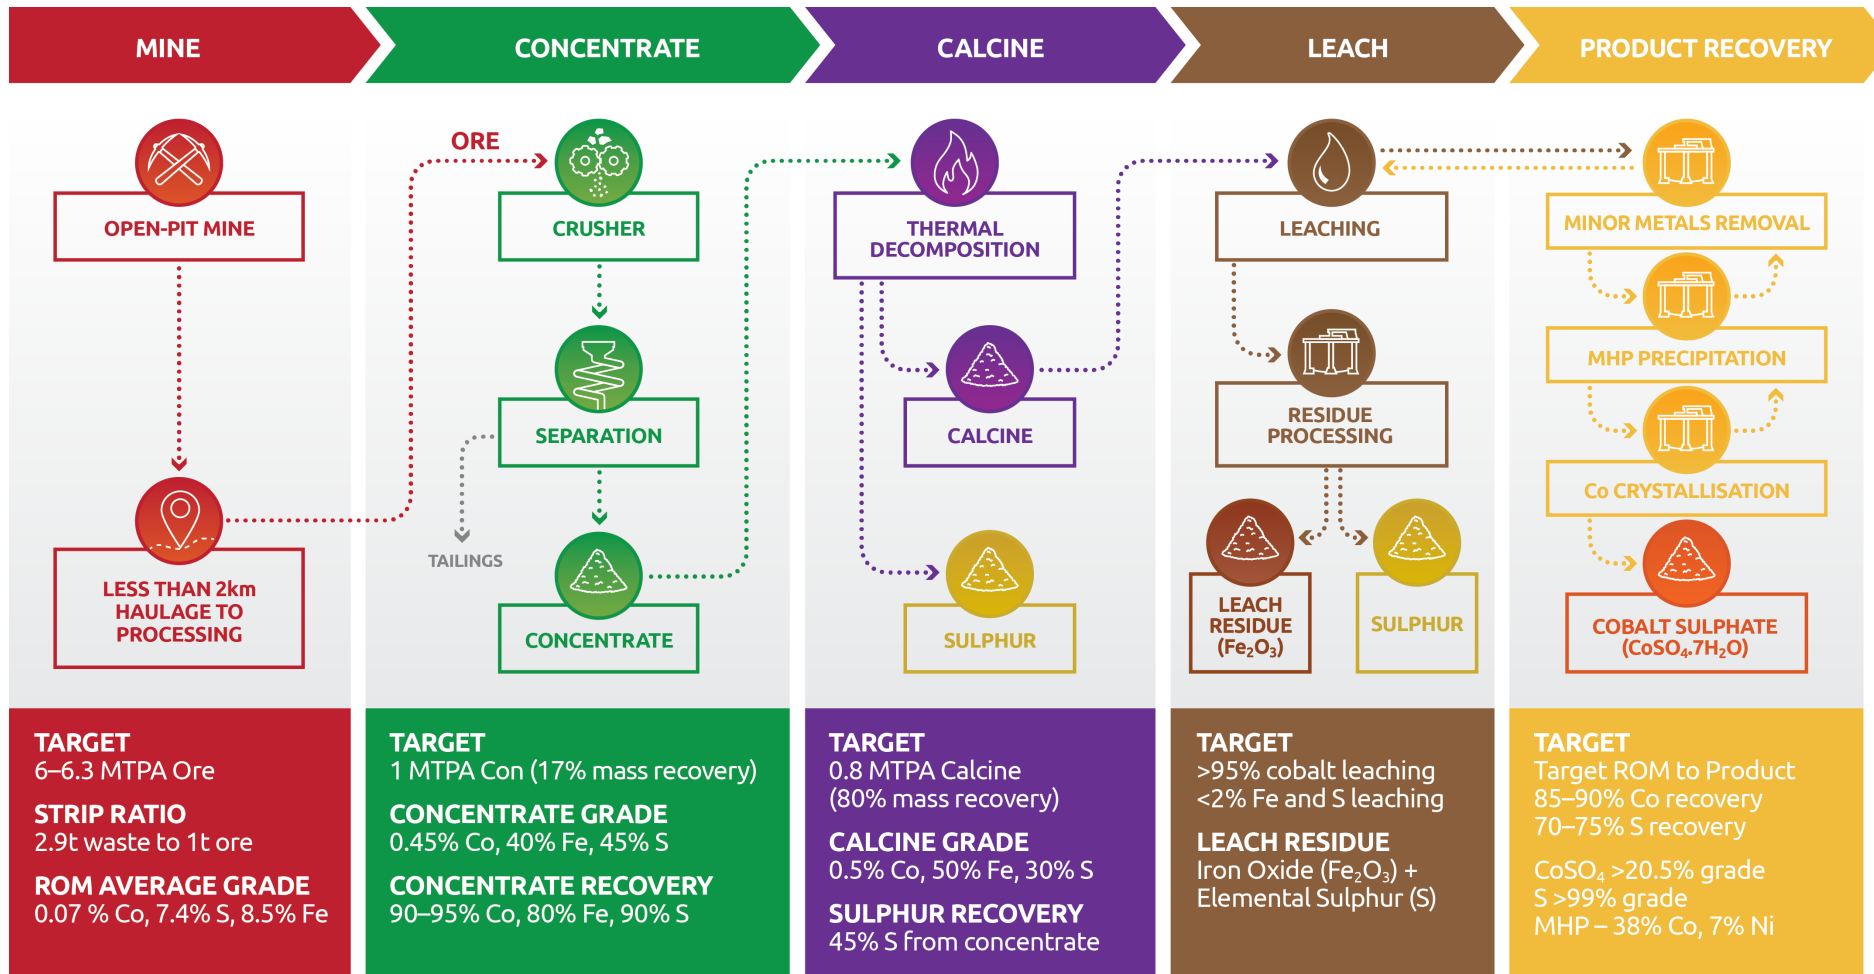 MINE
CONCENTRATE
CALCINE
LEACH
PRODUCT RECOVERY
OPEN-PIT MINE
LESS THAN 2km
HAULAGE TO
PROCESSING
ORE
CRUSHER
SEPARATION
TAILINGS
CONCENTRATE
THERMAL
DECOMPOSITION
CALCINE
SULPHUR
LEACHING
RESIDUE
PROCESSING
LEACH
RESIDUE
(Fe₂O₃)
SULPHUR
MINOR METALS REMOVAL
MHP PRECIPITATION
Co CRYSTALLISATION
COBALT SULPHATE
(CoSO₄.7H₂O)
TARGET
6–6.3 MTPA Ore
STRIP RATIO
2.9t waste to 1t ore
ROM AVERAGE GRADE
0.07 % Co, 7.4% S, 8.5% Fe
TARGET
1 MTPA Con (17% mass recovery)
CONCENTRATE GRADE
0.45% Co, 40% Fe, 45% S
CONCENTRATE RECOVERY
90–95% Co, 80% Fe, 90% S
TARGET
0.8 MTPA Calcine
(80% mass recovery)
CALCINE GRADE
0.5% Co, 50% Fe, 30% S
SULPHUR RECOVERY
45% S from concentrate
TARGET
>95% cobalt leaching
<2% Fe and S leaching
LEACH RESIDUE
Iron Oxide (Fe₂O₃) +
Elemental Sulphur (S)
TARGET
Target ROM to Product
85–90% Co recovery
70–75% S recovery
CoSO₄ >20.5% grade
S >99% grade
MHP – 38% Co, 7% Ni